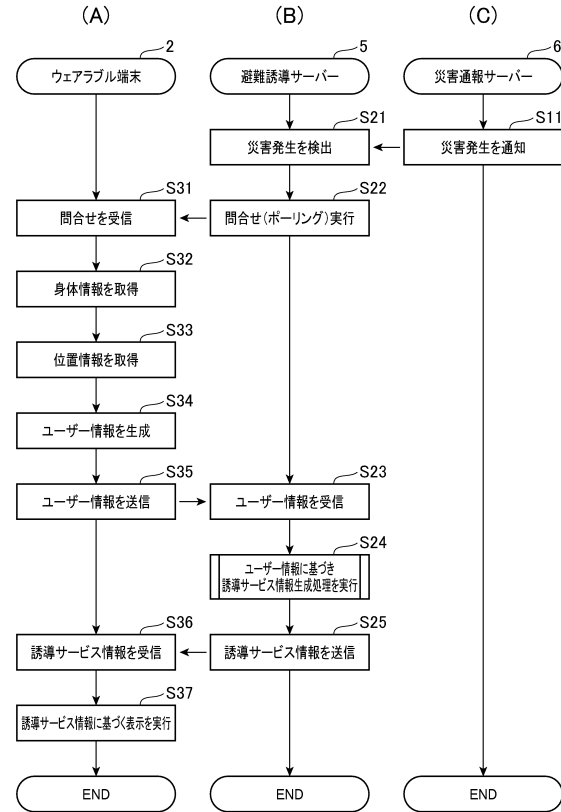 (A)
(B)
(C)
2
5
6
ウェアラブル端末
避難誘導サーバー
災害通報サーバー
S21
S11
災害発生を検出
災害発生を通知
S31
S22
問合せを受信
問合せ(ポーリング)実行
S32
身体情報を取得
S33
位置情報を取得
S34
ユーザー情報を生成
S35
S23
ユーザー情報を送信
ユーザー情報を受信
S24
ユーザー情報に基づき
誘導サービス情報生成処理を実行
S36
S25
誘導サービス情報を受信
誘導サービス情報を送信
S37
誘導サービス情報に基づく表示を実行
END
END
END